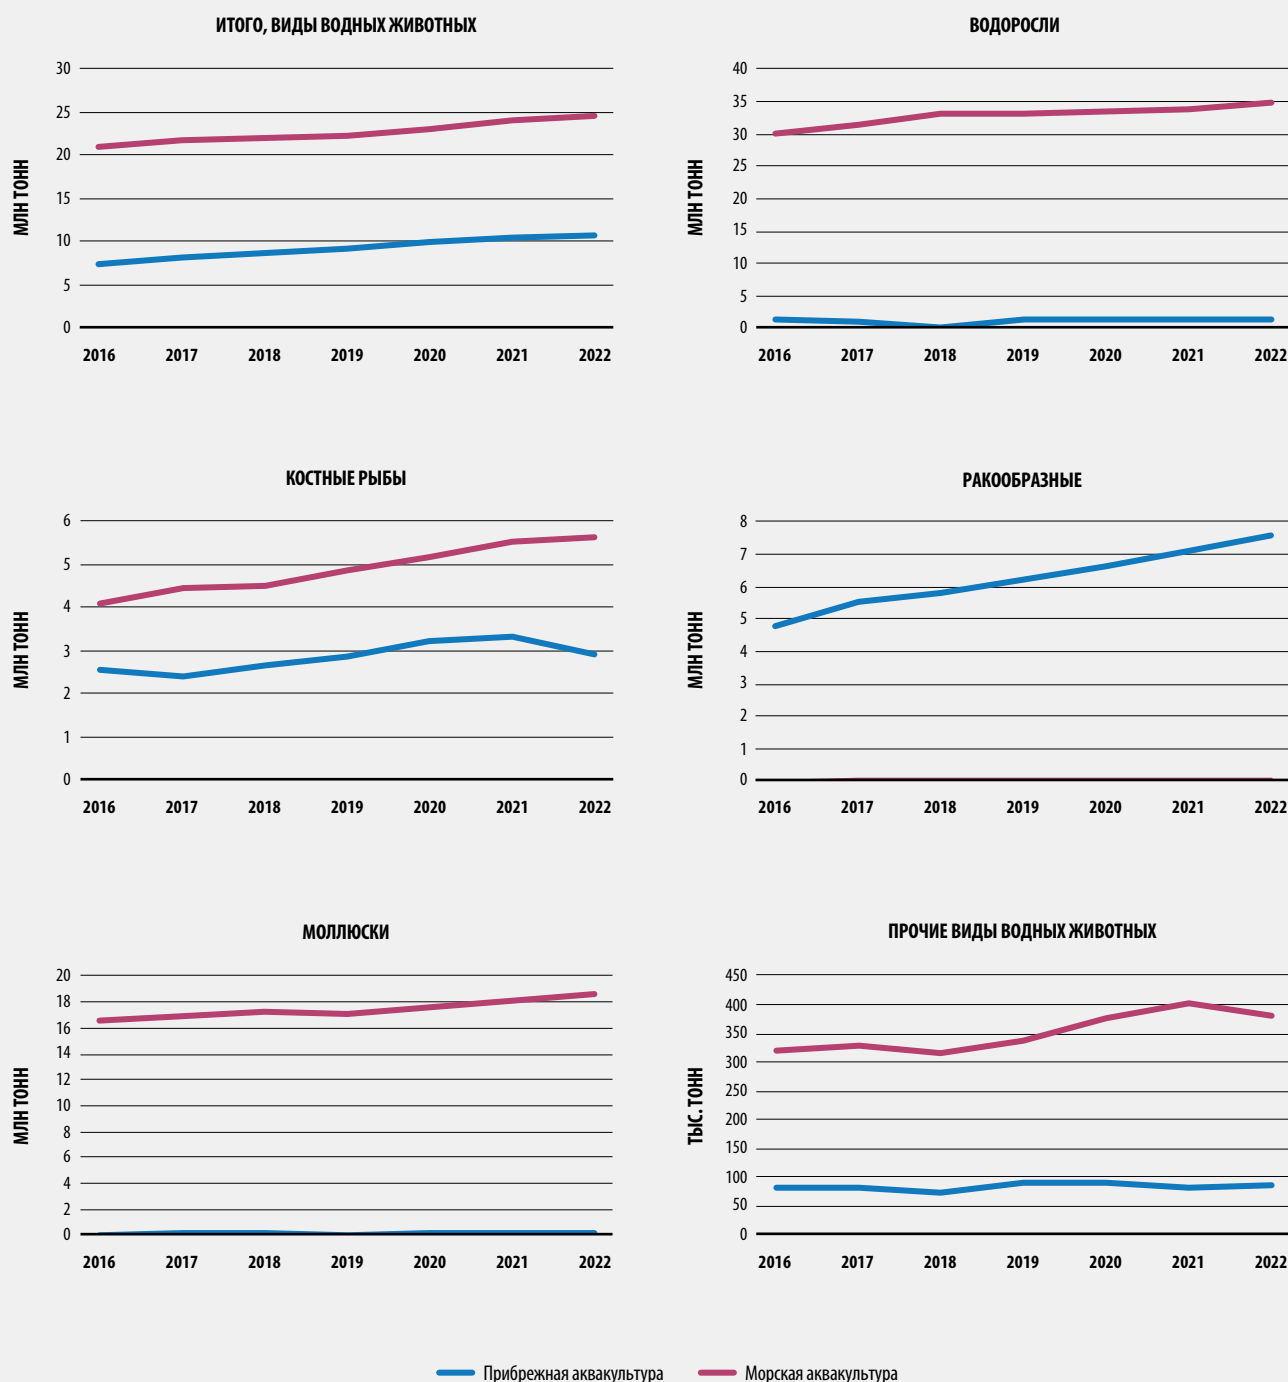 ИТОГО, ВИДЫ ВОДНЫХ ЖИВОТНЫХ
МЛН ТОНН
30
25
20
15
10
5
0
2016 2017 2018 2019 2020 2021 2022
ВОДОРОСЛИ
МЛН ТОНН
40
35
30
25
20
15
10
5
0
2016 2017 2018 2019 2020 2021 2022
КОСТНЫЕ РЫБЫ
МЛН ТОНН
6
5
4
3
2
1
0
2016 2017 2018 2019 2020 2021 2022
РАКООБРАЗНЫЕ
МЛН ТОНН
8
7
6
5
4
3
2
1
0
2016 2017 2018 2019 2020 2021 2022
МОЛЛЮСКИ
МЛН ТОНН
20
18
16
14
12
10
8
6
4
2
0
2016 2017 2018 2019 2020 2021 2022
ПРОЧИЕ ВИДЫ ВОДНЫХ ЖИВОТНЫХ
ТЫС. ТОНН
450
400
350
300
250
200
150
100
50
0
2016 2017 2018 2019 2020 2021 2022
Прибрежная аквакультура Морская аквакультура